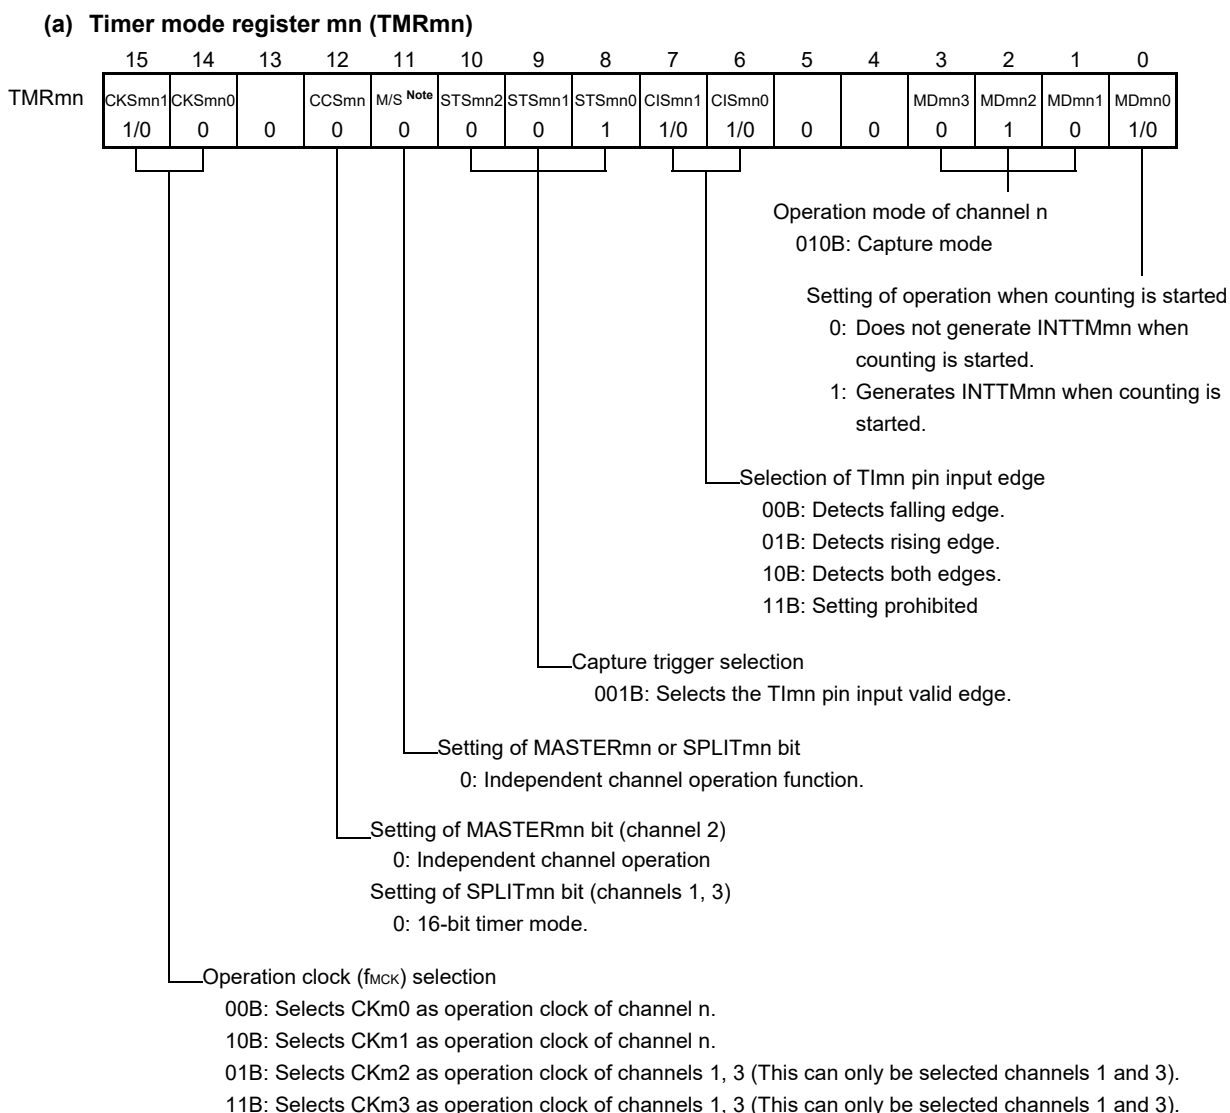 (a) Timer mode register mn (TMRmn)
15 14 13 12 11 10 9 8 7 6 5 4 3 2 1 0
TMRmn CKSmn1 CKSmn0 CCSmn M/S Note STSmn2 STSmn1 STSmn0 CISmn1 CISmn0 MDmn3 MDmn2 MDmn1 MDmn0
1/0 0 0 0 0 0 0 1 1/0 1/0 0 0 0 1 0 1/0
Operation mode of channel n
010B: Capture mode
Setting of operation when counting is started
0: Does not generate INTTMmn when
counting is started.
1: Generates INTTMmn when counting is
started.
Selection of TImn pin input edge
00B: Detects falling edge.
01B: Detects rising edge.
10B: Detects both edges.
11B: Setting prohibited
Capture trigger selection
001B: Selects the TImn pin input valid edge.
Setting of MASTERmn or SPLITmn bit
0: Independent channel operation function.
Setting of MASTERmn bit (channel 2)
0: Independent channel operation
Setting of SPLITmn bit (channels 1, 3)
0: 16-bit timer mode.
Operation clock (fMCK) selection
00B: Selects CKm0 as operation clock of channel n.
10B: Selects CKm1 as operation clock of channel n.
01B: Selects CKm2 as operation clock of channels 1, 3 (This can only be selected channels 1 and 3).
11B: Selects CKm3 as operation clock of channels 1, 3 (This can only be selected channels 1 and 3).